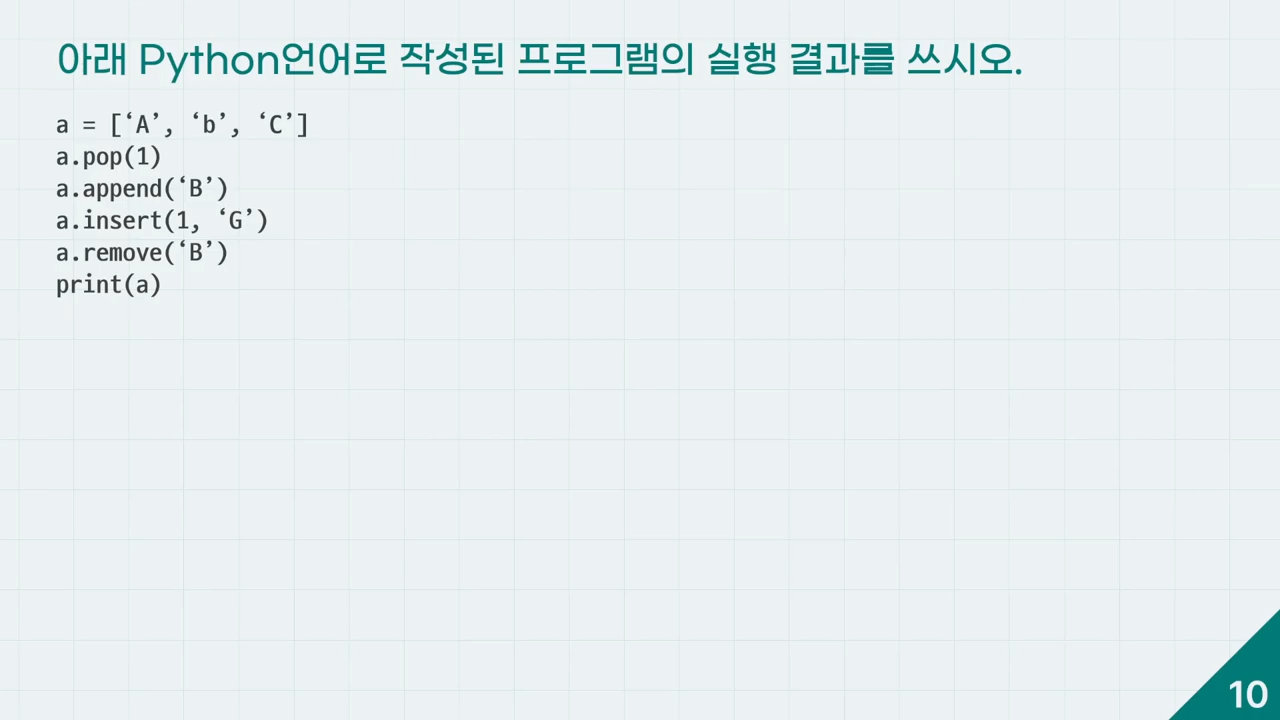 아래 Python언어로 작성된 프로그램의 실행 결과를 쓰시오.
a = [‘A’, ‘b’, ‘C’]
a.pop(1)
a.append(‘B’)
a.insert(1, ‘G’)
a.remove(‘B’)
print(a)
10